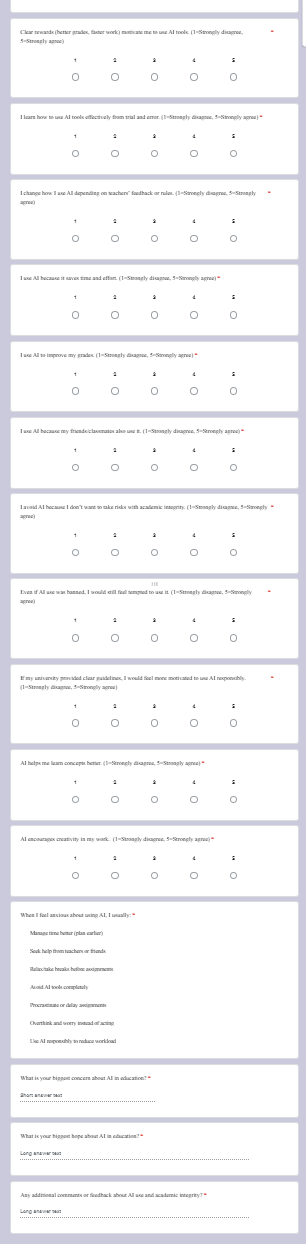 Clear rewards (better grades, faster work) motivate me to use AI tools. (1=Strongly disagree, *
5=Strongly agree)
1 2 3 4 5
I learn how to use AI tools effectively from trial and error. (1=Strongly disagree, 5=Strongly agree) *
1 2 3 4 5
I change how I use AI depending on teachers' feedback or rules. (1=Strongly disagree, 5=Strongly *
agree)
1 2 3 4 5
I use AI because it saves time and effort. (1=Strongly disagree, 5=Strongly agree) *
1 2 3 4 5
I use AI to improve my grades. (1=Strongly disagree, 5=Strongly agree) *
1 2 3 4 5
I use AI because my friends/classmates also use it. (1=Strongly disagree, 5=Strongly agree) *
1 2 3 4 5
I avoid AI because I don't want to take risks with academic integrity. (1=Strongly disagree, 5=Strongly *
agree)
1 2 3 4 5
Even if AI use was banned, I would still feel tempted to use it. (1=Strongly disagree, 5=Strongly *
agree)
1 2 3 4 5
If my university provided clear guidelines, I would feel more motivated to use AI responsibly. *
(1=Strongly disagree, 5=Strongly agree)
1 2 3 4 5
AI helps me learn concepts better. (1=Strongly disagree, 5=Strongly agree) *
1 2 3 4 5
AI encourages creativity in my work. (1=Strongly disagree, 5=Strongly agree) *
1 2 3 4 5
When I feel anxious about using AI, I usually: *
Manage time better (plan earlier)
Seek help from teachers or friends
Relax/take breaks before assignments
Avoid AI tools completely
Procrastinate or delay assignments
Overthink and worry instead of acting
Use AI responsibly to reduce workload
What is your biggest concern about AI in education? *
Short answer text
What is your biggest hope about AI in education? *
Long answer text
Any additional comments or feedback about AI use and academic integrity? *
Long answer text